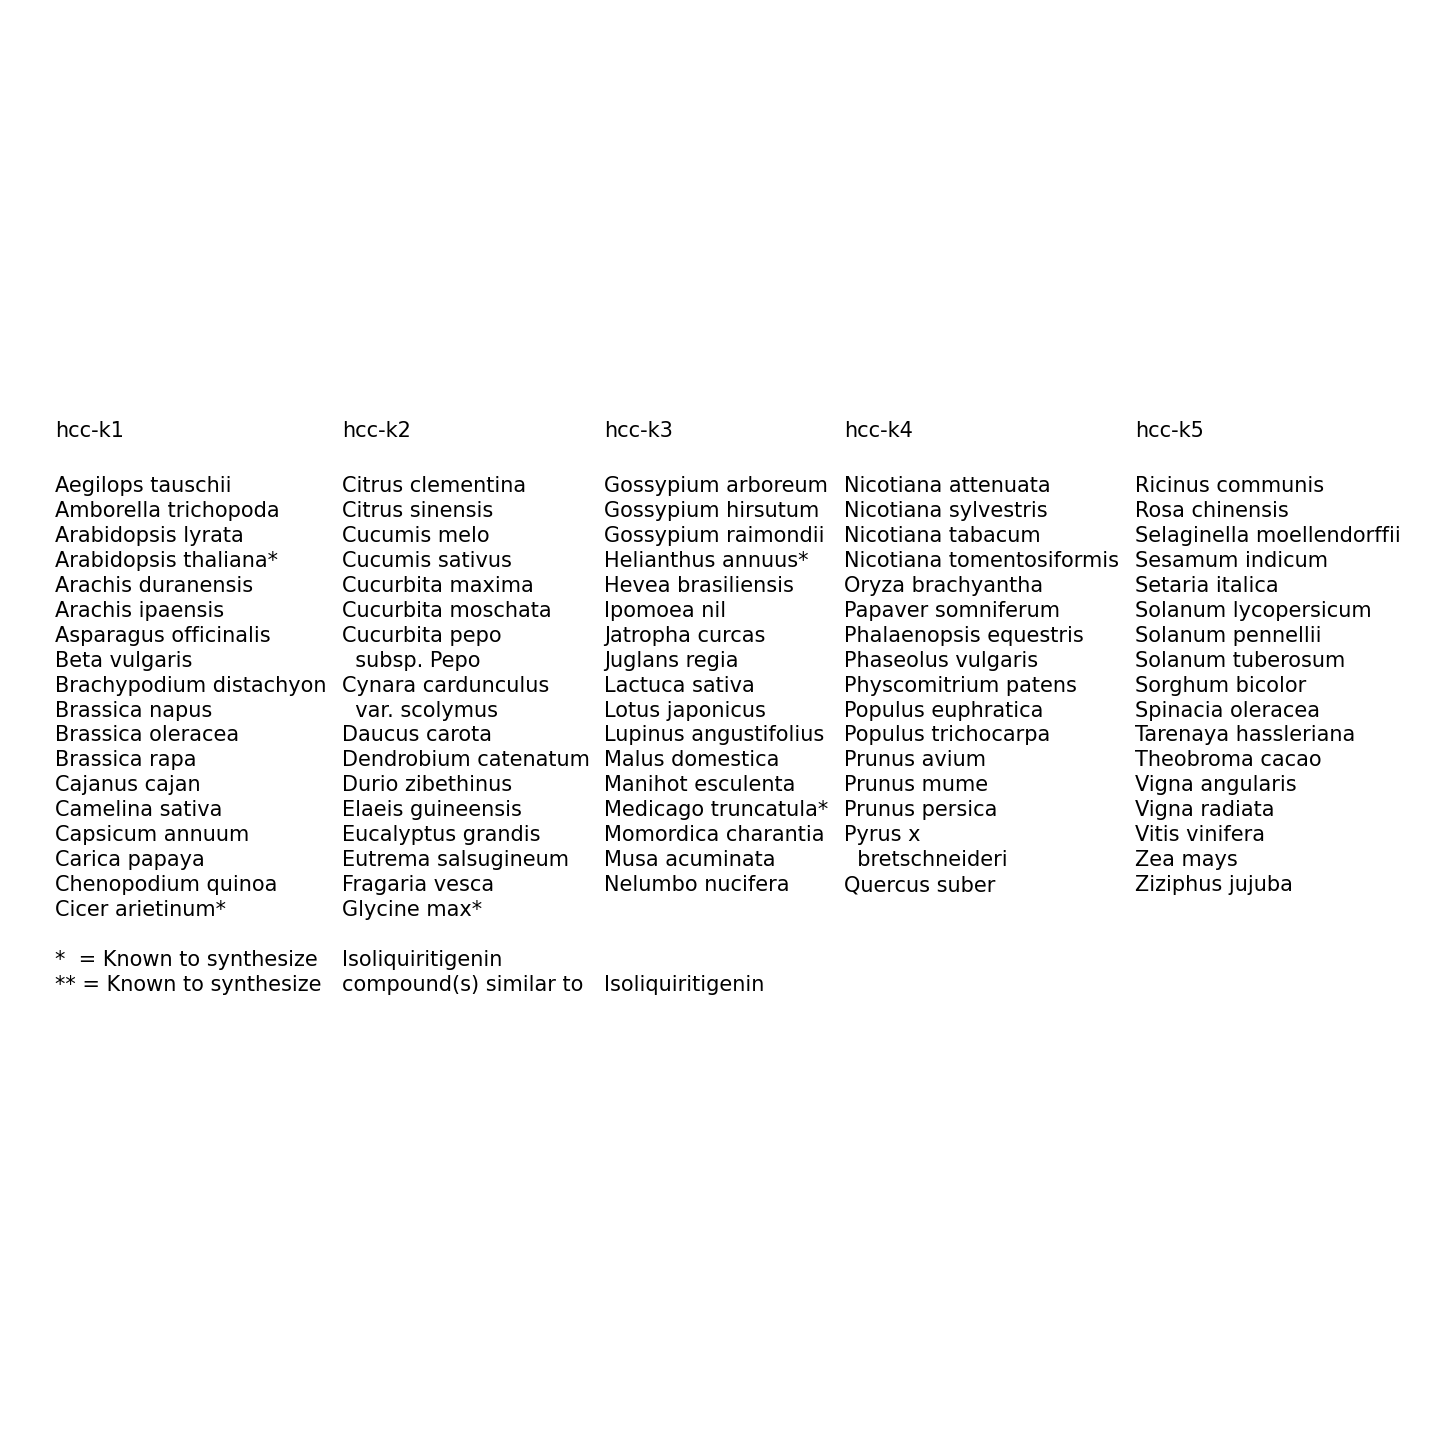 hcc-k1 hcc-k2 hcc-k3 hcc-k4 hcc-k5
Aegilops tauschii Citrus clementina Gossypium arboreum Nicotiana attenuata Ricinus communis
Amborella trichopoda Citrus sinensis Gossypium hirsutum Nicotiana sylvestris Rosa chinensis
Arabidopsis lyrata Cucumis melo Gossypium raimondii Nicotiana tabacum Selaginella moellendorffii
Arabidopsis thaliana* Cucumis sativus Helianthus annuus* Nicotiana tomentosiformis Sesamum indicum
Arachis duranensis Cucurbita maxima Hevea brasiliensis Oryza brachyantha Setaria italica
Arachis ipaensis Cucurbita moschata Ipomoea nil Papaver somniferum Solanum lycopersicum
Asparagus officinalis Cucurbita pepo Jatropha curcas Phalaenopsis equestris Solanum pennellii
Beta vulgaris subsp. Pepo Juglans regia Phaseolus vulgaris Solanum tuberosum
Brachypodium distachyon Cynara cardunculus Lactuca sativa Physcomitrium patens Sorghum bicolor
Brassica napus var. scolymus Lotus japonicus Populus euphratica Spinacia oleracea
Brassica oleracea Daucus carota Lupinus angustifolius Populus trichocarpa Tarenaya hassleriana
Brassica rapa Dendrobium catenatum Malus domestica Prunus avium Theobroma cacao
Cajanus cajan Durio zibethinus Manihot esculenta Prunus mume Vigna angularis
Camelina sativa Elaeis guineensis Medicago truncatula* Prunus persica Vigna radiata
Capsicum annuum Eucalyptus grandis Momordica charantia Pyrus x Vitis vinifera
Carica papaya Eutrema salsugineum Musa acuminata bretschneideri Zea mays
Chenopodium quinoa Fragaria vesca Nelumbo nucifera Quercus suber Ziziphus jujuba
Cicer arietinum* Glycine max*
* = Known to synthesize Isoliquiritigenin
** = Known to synthesize compound(s) similar to Isoliquiritigenin